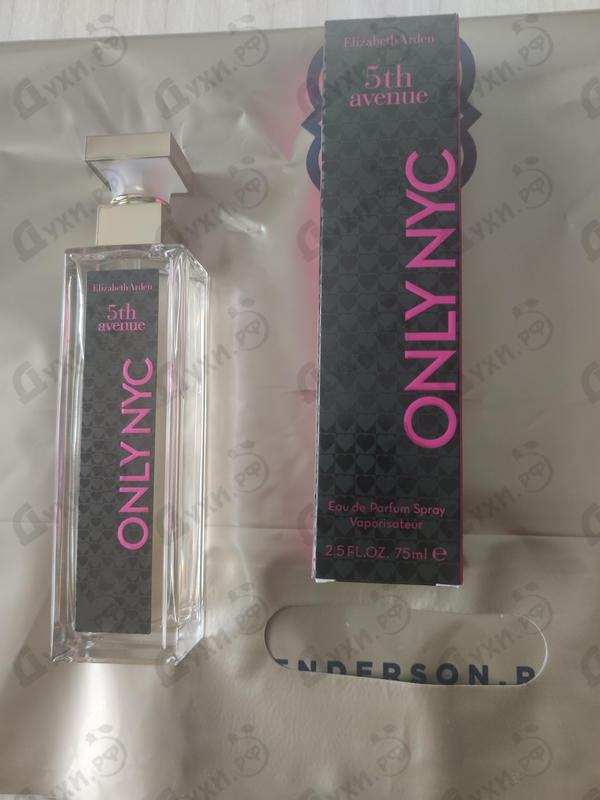 Elizabeth Arden
5th
avenue
ONLY NYC
Elizabeth Arden
5th
avenue
ONLY NYC
Eau de Parfum Spray
Vaporisateur
2.5 FL.OZ. 75ml ℮
ENDERSON.P
Духи.РФ